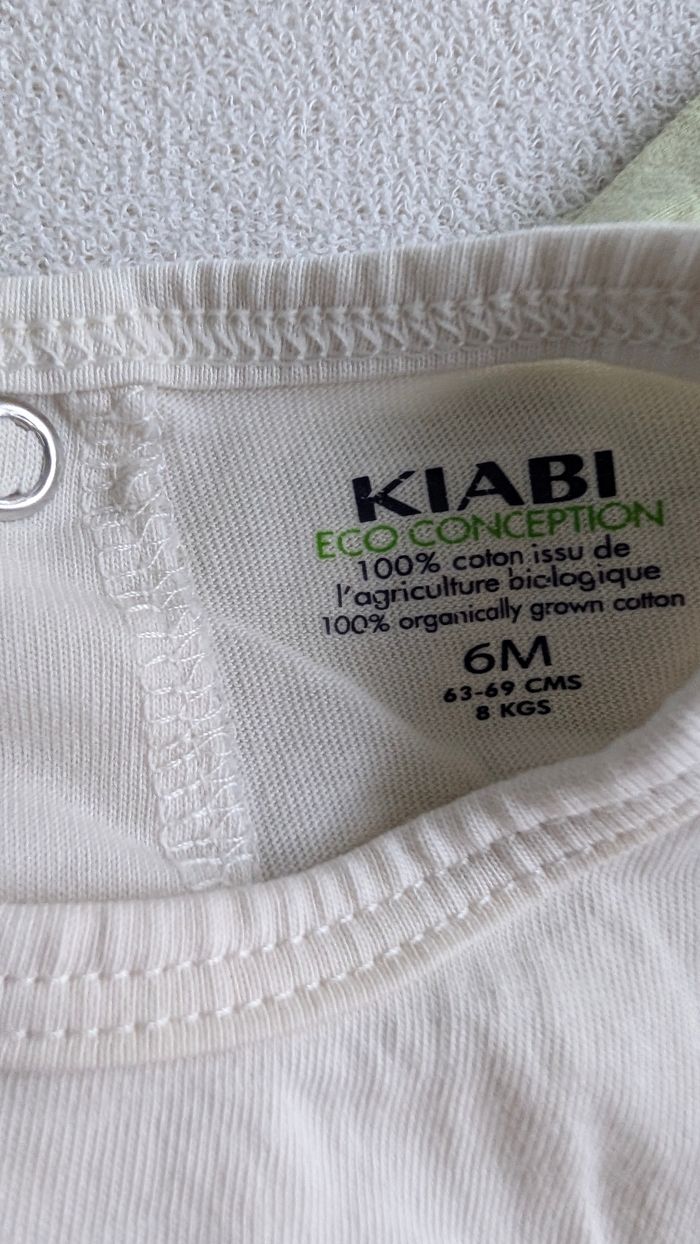 KIABI
ECO CONCEPTION
100% coton issu de
l'agriculture biologique
100% organically grown cotton
6M
63-69 CMS
8 KGS